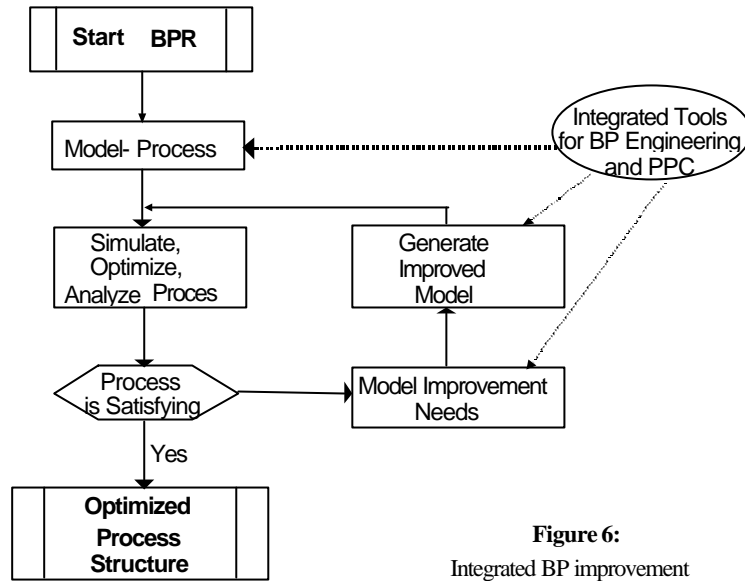 Start BPR
Model- Process
Integrated Tools
for BP Engineering
and PPC
Simulate,
Optimize,
Analyze Proces
Generate
Improved
Model
Process
is Satisfying
Model Improvement
Needs
Yes
Optimized
Process
Structure
Figure 6:
Integrated BP improvement